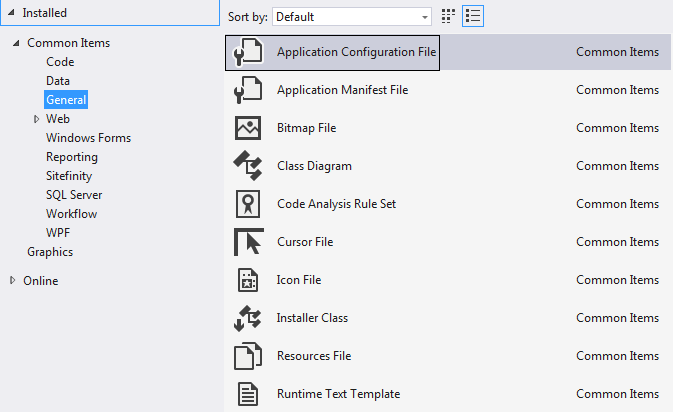 Installed
Common Items
Code
Data
General
Web
Windows Forms
Reporting
Sitefinity
SQL Server
Workflow
WPF
Graphics
Online
Sort by: Default
Application Configuration File Common Items
Application Manifest File Common Items
Bitmap File Common Items
Class Diagram Common Items
Code Analysis Rule Set Common Items
Cursor File Common Items
Icon File Common Items
Installer Class Common Items
Resources File Common Items
Runtime Text Template Common Items